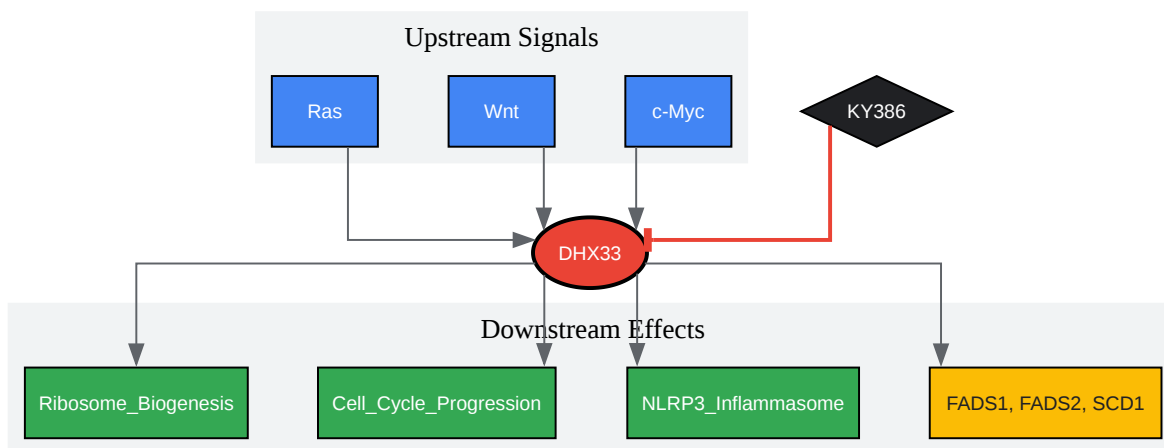 Upstream Signals
Ras
Wnt
c-Myc
KY386
DHX33
Downstream Effects
Ribosome_Biogenesis
Cell_Cycle_Progression
NLRP3_Inflammasome
FADS1, FADS2, SCD1